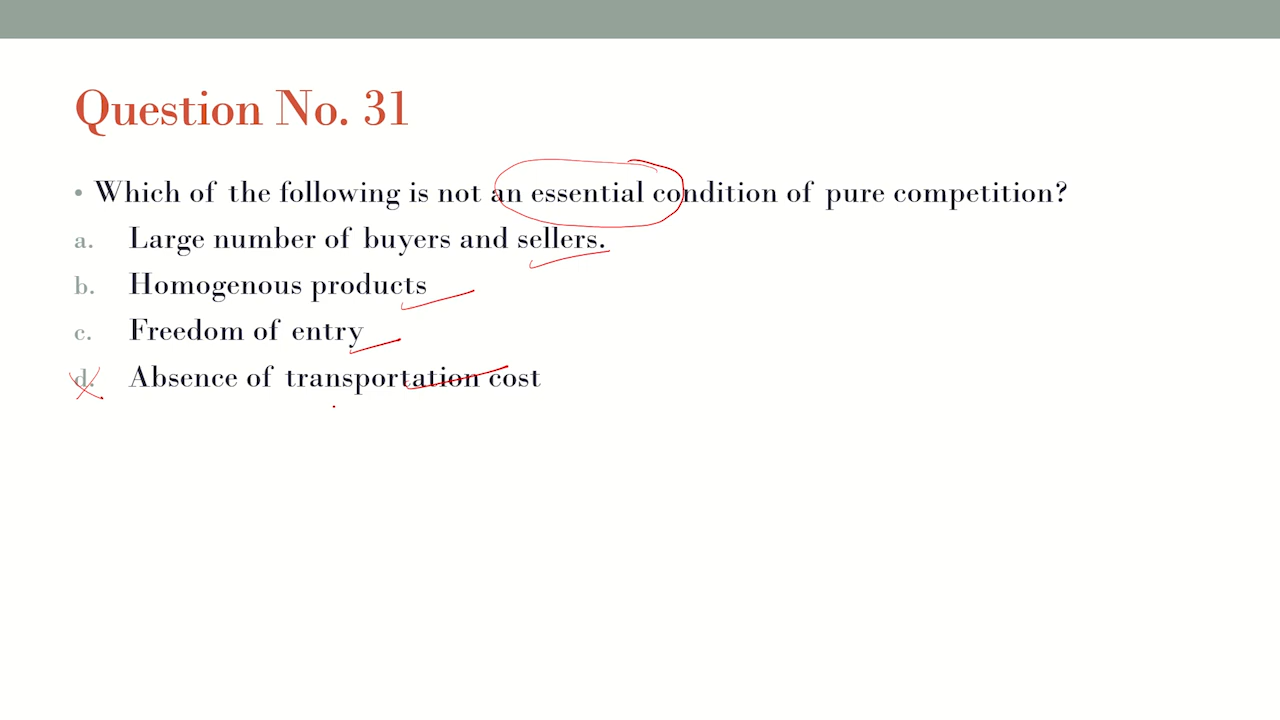 Question No. 31
• Which of the following is not an essential condition of pure competition?
a. Large number of buyers and sellers.
b. Homogenous products
c. Freedom of entry
d. Absence of transportation cost